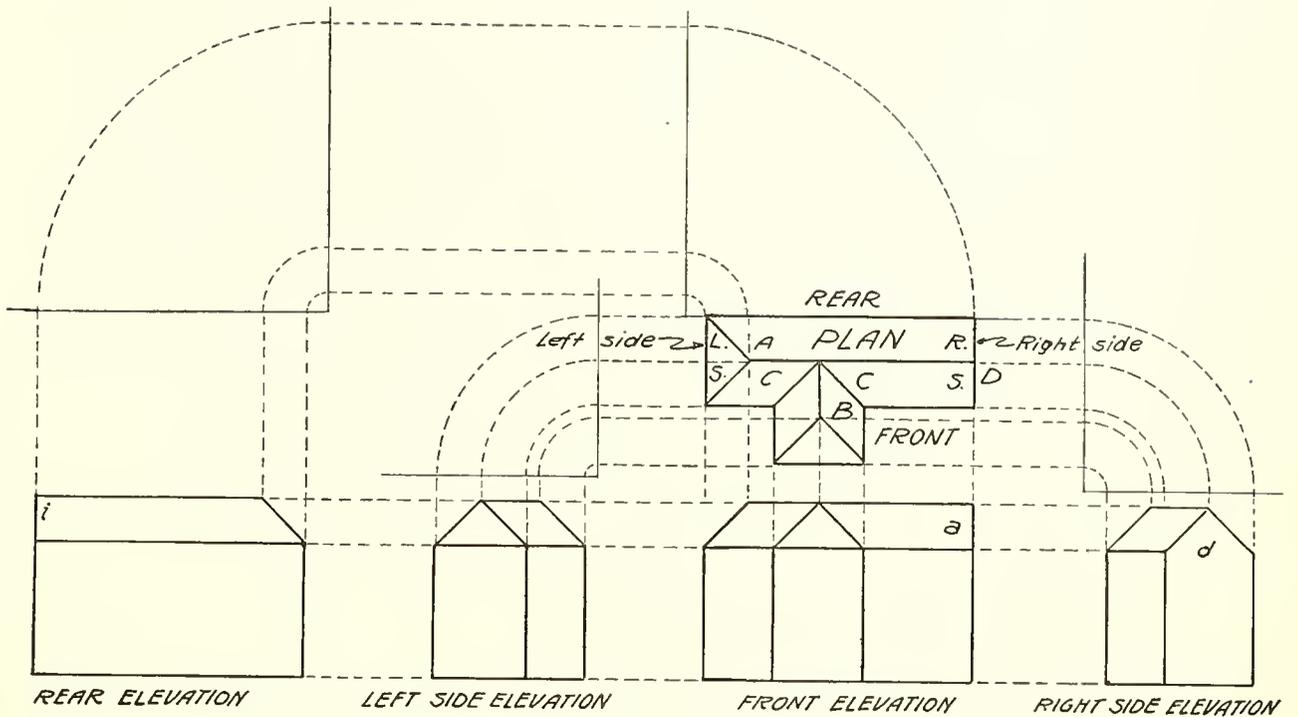 REAR
Left side L. A PLAN R. Right side
S. C C S. D
B.
FRONT
i
a
d
REAR ELEVATION LEFT SIDE ELEVATION FRONT ELEVATION RIGHT SIDE ELEVATION